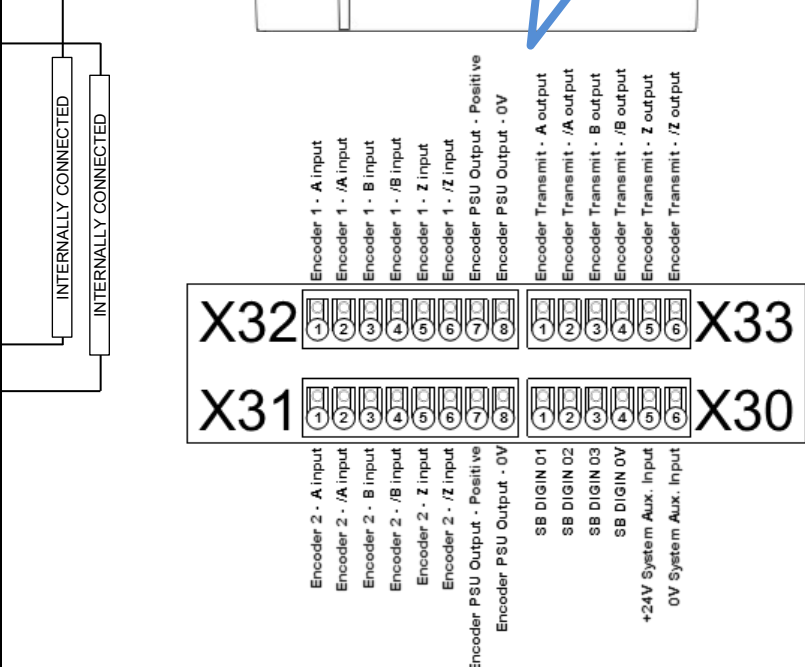 INTERNALLY CONNECTED
INTERNALLY CONNECTED
Encoder 1 - A input
Encoder 1 - /A input
Encoder 1 - B input
Encoder 1 - /B input
Encoder 1 - Z input
Encoder 1 - /Z input
Encoder PSU Output - Positive
Encoder PSU Output - 0V
Encoder Transmit - A output
Encoder Transmit - /A output
Encoder Transmit - B output
Encoder Transmit - /B output
Encoder Transmit - Z output
Encoder Transmit - /Z output
X32 1 2 3 4 5 6 7 8 1 2 3 4 5 6 X33
X31 1 2 3 4 5 6 7 8 1 2 3 4 5 6 X30
Encoder 2 - A input
Encoder 2 - /A input
Encoder 2 - B input
Encoder 2 - /B input
Encoder 2 - Z input
Encoder 2 - /Z input
Encoder PSU Output - Positive
Encoder PSU Output - 0V
SB DIGIN 01
SB DIGIN 02
SB DIGIN 03
SB DIGIN 0V
+24V System Aux. Input
0V System Aux. Input